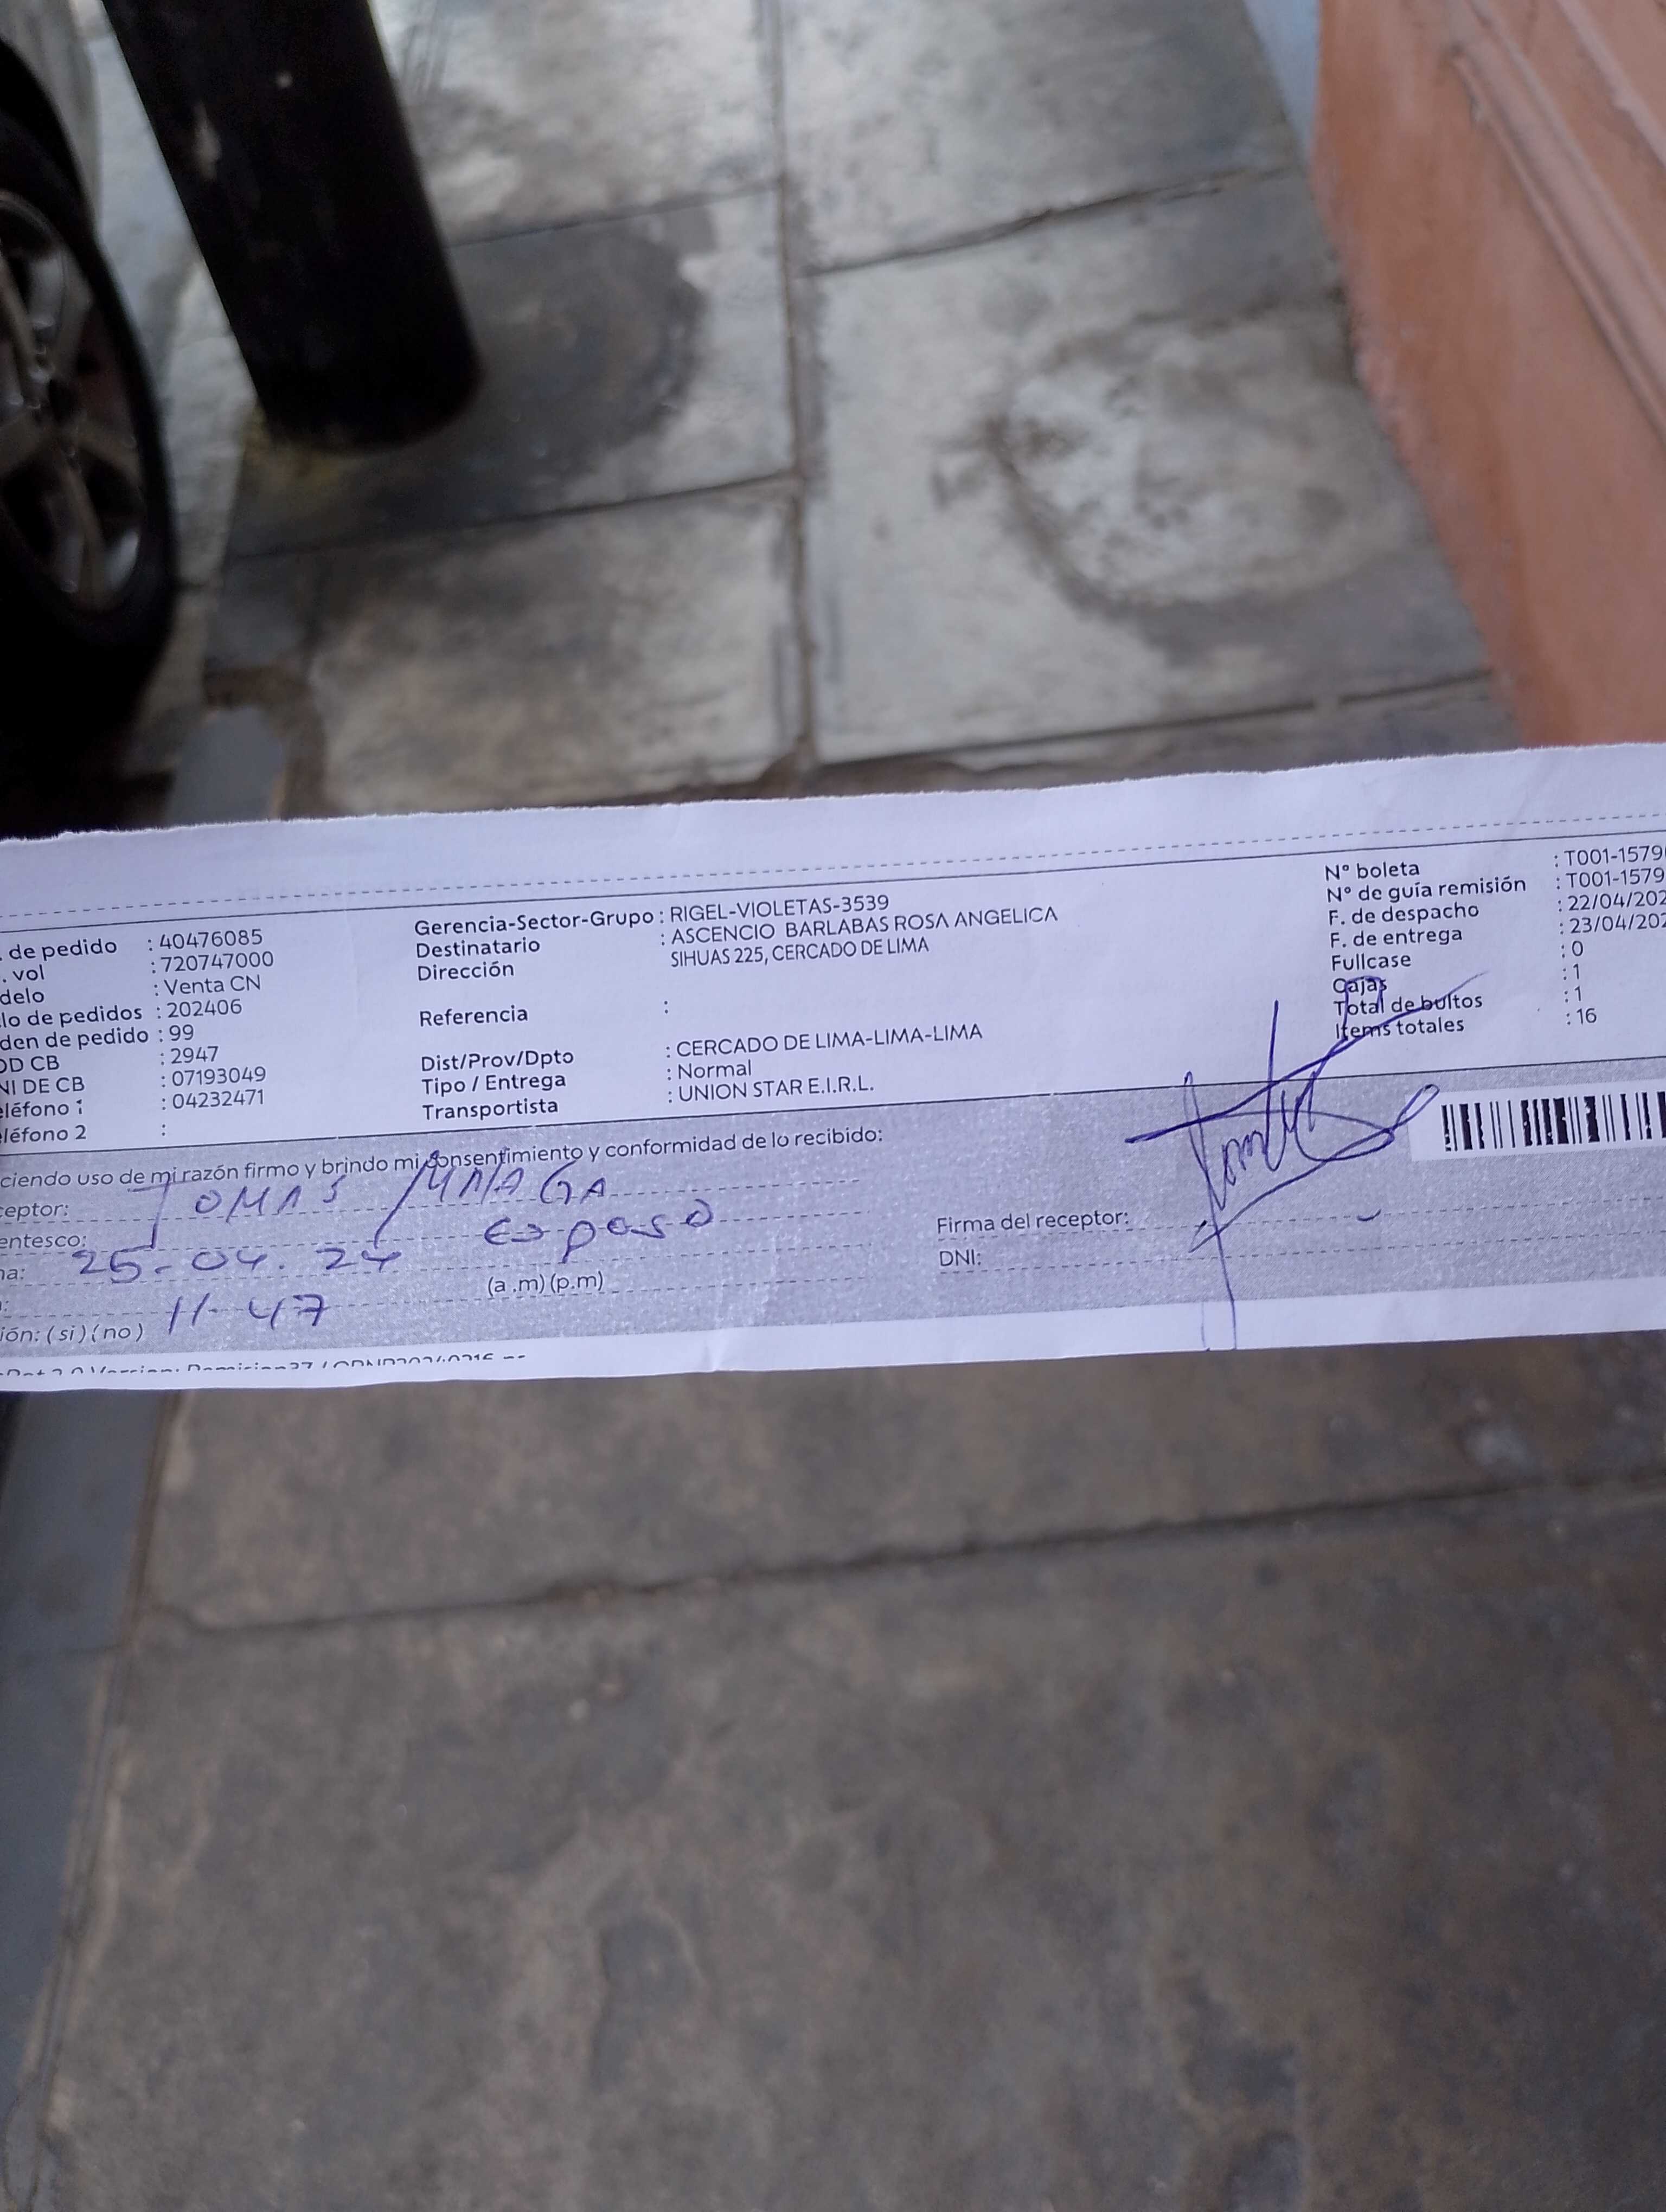 de pedido : 40476085
. vol : 720747000
delo : Venta CN
lo de pedidos : 202406
den de pedido : 99
OD CB : 2947
NI DE CB : 07193049
eléfono 1 : 04232471
eléfono 2 :
Gerencia-Sector-Grupo : RIGEL-VIOLETAS-3539
Destinatario : ASCENCIO BARLABAS ROSA ANGELICA
Dirección SIHUAS 225, CERCADO DE LIMA
Referencia :
Dist/Prov/Dpto : CERCADO DE LIMA-LIMA-LIMA
Tipo / Entrega : Normal
Transportista : UNION STAR E.I.R.L.
N° boleta : T001-1579
N° de guía remisión : T001-1579
F. de despacho : 22/04/202
F. de entrega : 23/04/202
Fullcase : 0
Cajas : 1
Total de bultos : 1
Items totales : 16
ciendo uso de mi razón firmo y brindo mi consentimiento y conformidad de lo recibido:
ceptor: TOMAS
entesco: esposo
na: 25-04.24
: 11-47 (a.m) (p.m)
ión: (si) (no)
Firma del receptor:
DNI: